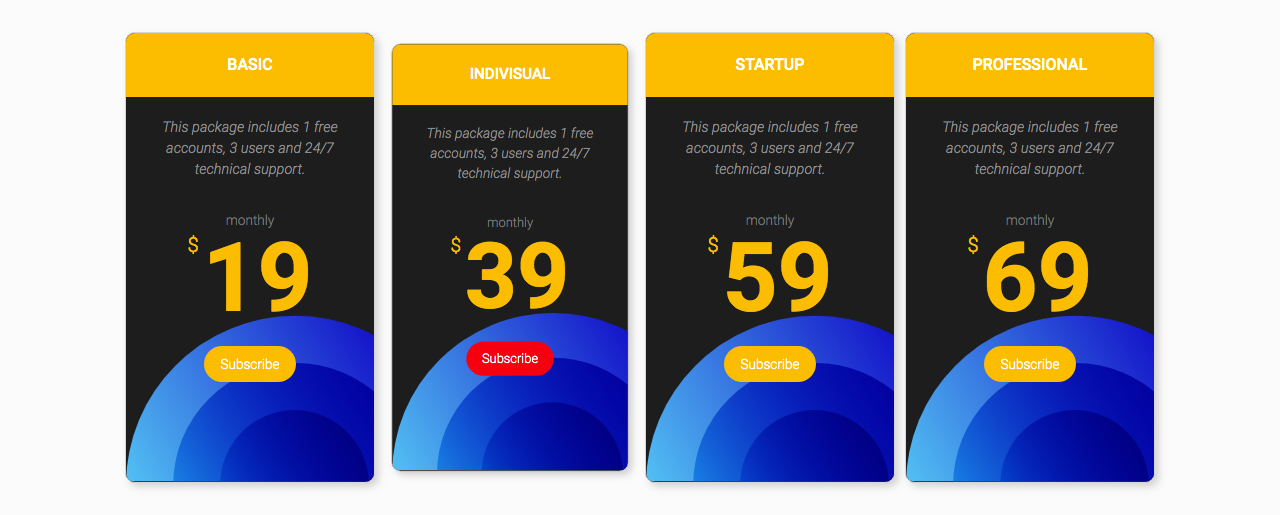 BASIC
This package includes 1 free
accounts, 3 users and 24/7
technical support.
monthly
$
19
Subscribe
INDIVISUAL
This package includes 1 free
accounts, 3 users and 24/7
technical support.
monthly
$
39
Subscribe
STARTUP
This package includes 1 free
accounts, 3 users and 24/7
technical support.
monthly
$
59
Subscribe
PROFESSIONAL
This package includes 1 free
accounts, 3 users and 24/7
technical support.
monthly
$
69
Subscribe